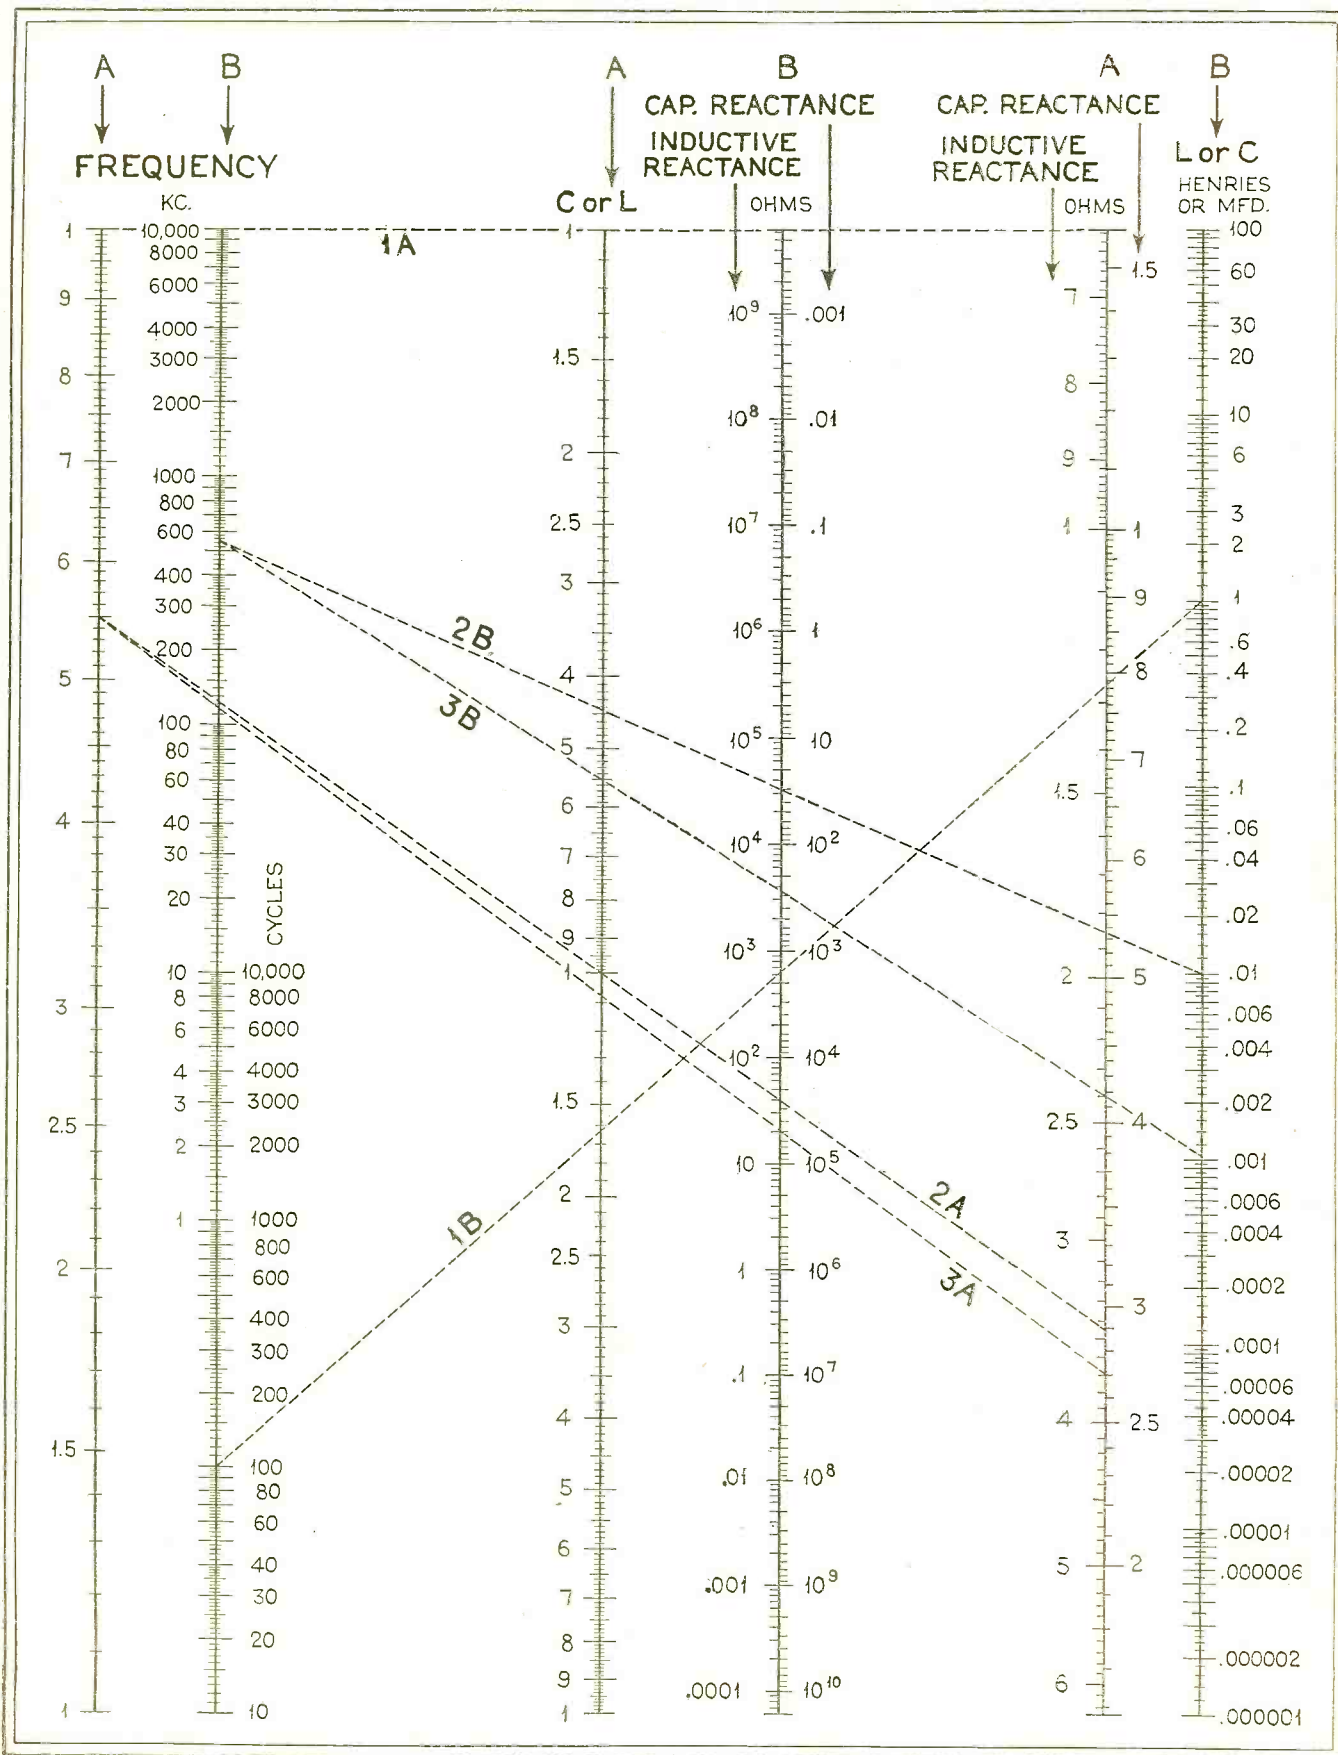 A B A B A B
CAP. REACTANCE CAP. REACTANCE
INDUCTIVE REACTANCE INDUCTIVE REACTANCE L or C
FREQUENCY
KC. C or L OHMS OHMS HENRIES OR MFD.
1 10,000 1 100
1A
8000 1.5 60
6000 7
9 10⁹ .001
4000 30
3000 1.5 20
8 8
2000 10⁸ .01 10
7 2 9 6
1000
800 3
600 2.5 10⁷ .1 1 1 2
6 400 3
300 9 1
2B 10⁶ 1
200 .6
5 4 8 .4
3B
100 10⁵ 10 .2
80 5 7
60 .1
6 1.5
4 40 .06
30 7 10⁴ 10² 6 .04
20 8 .02
CYCLES
9 10³ 10³
10 10,000 1 2 5 .01
8 8000
3 .006
6 6000
10² 10⁴ .004
4 4000
3 3000 1.5 .002
2.5 2.5 4
2 2000 10 10⁵ .001
2 2A .0006
1 1000 1B
800 2.5 3 .0004
2 600 1 10⁶ 3A .0002
400 3 3
300 .0001
200 .1 10⁷ .00006
4 4 2.5 .00004
1.5
100 .01 10⁸ .00002
80 5
60 .00001
6
40 5 2 .000006
30 7 .001 10⁹
20 8 .000002
9 .0001 10¹⁰ 6
1 10 1 .000001